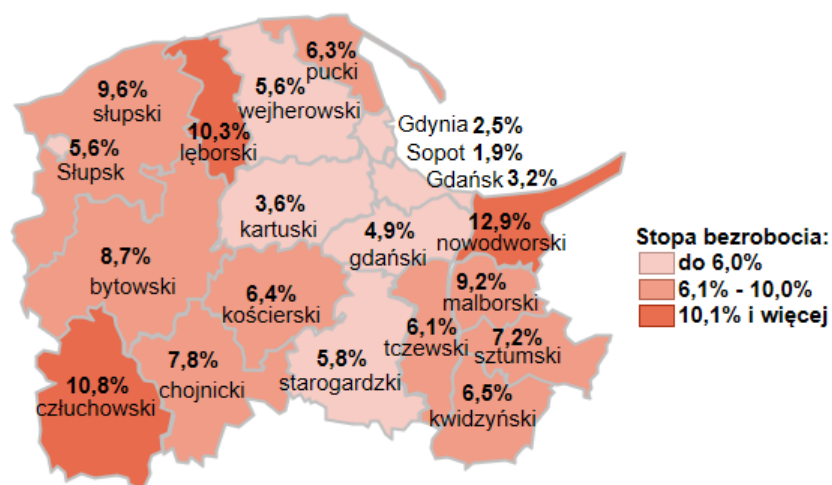 6,3%
pucki
5,6%
wejherowski
9,6%
słupski
10,3%
lęborski
Gdynia 2,5%
Sopot 1,9%
Gdańsk 3,2%
5,6%
Słupsk
3,6%
kartuski
4,9%
gdański
12,9%
nowodworski
8,7%
bytowski
6,4%
kościerski
9,2%
malborski
6,1%
tczewski
7,2%
sztumski
7,8%
chojnicki
5,8%
starogardzki
10,8%
człuchowski
6,5%
kwidzyński
Stopa bezrobocia:
do 6,0%
6,1% - 10,0%
10,1% i więcej